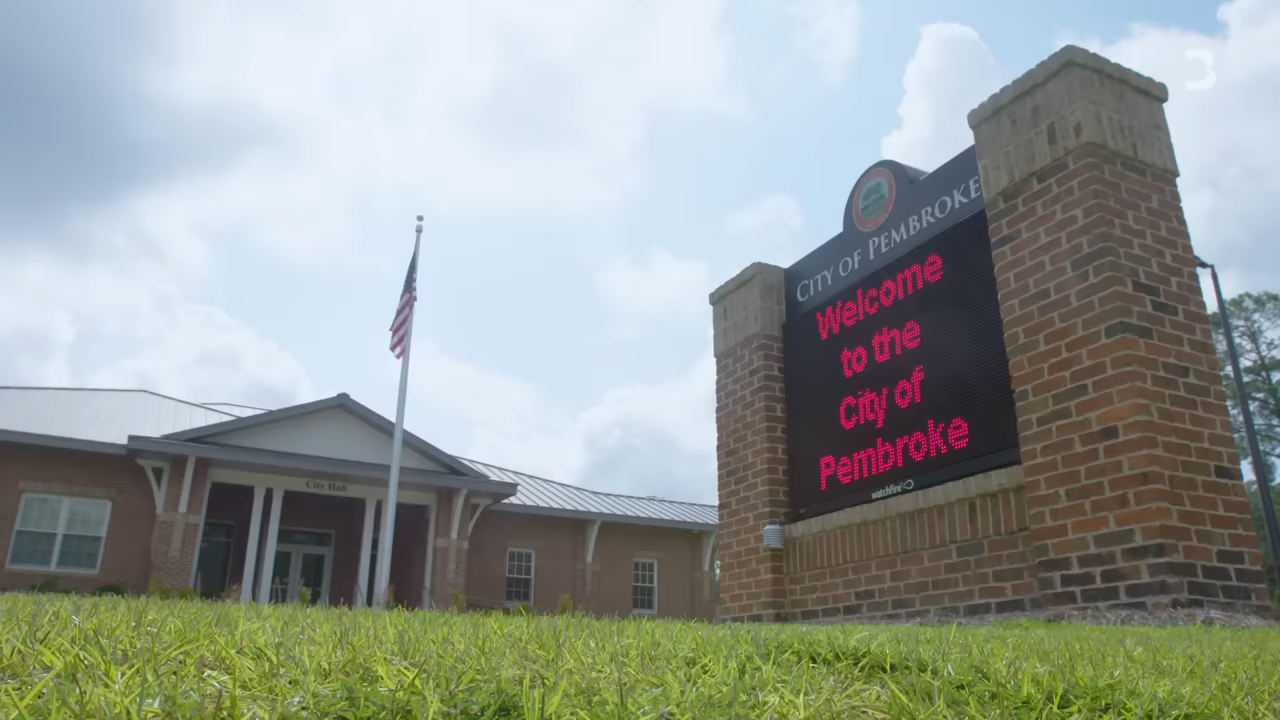 CITY OF PEMBROKE
Welcome
to the
City of
Pembroke
watchfire
City Hall